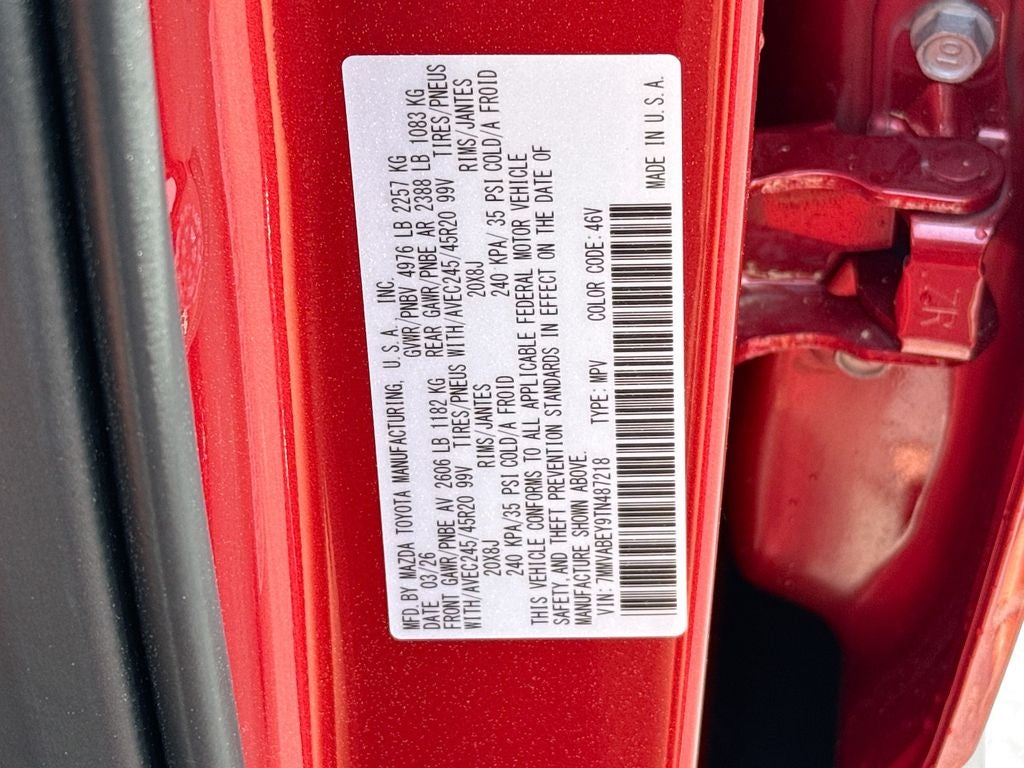 MFD. BY MAZDA TOYOTA MANUFACTURING, U.S.A., INC.
DATE 03/26 GVWR/PNBV 4976 LB 2257 KG
FRONT GAWR/PNBE AV 2606 LB 1182 KG REAR GAWR/PNBE AR 2388 LB 1083 KG
WITH/AVEC245/45R20 99V TIRES/PNEUS WITH/AVEC245/45R20 99V TIRES/PNEUS
RIMS/JANTES RIMS/JANTES
20X8J 20X8J
240 KPA/35 PSI COLD/A FROID 240 KPA/ 35 PSI COLD/A FROID
THIS VEHICLE CONFORMS TO ALL APPLICABLE FEDERAL MOTOR VEHICLE
SAFETY, AND THEFT PREVENTION STANDARDS IN EFFECT ON THE DATE OF
MANUFACTURE SHOWN ABOVE.
VIN: 7MMVABEY9TN487218 TYPE: MPV COLOR CODE: 46V
MADE IN U.S.A.
10
7R